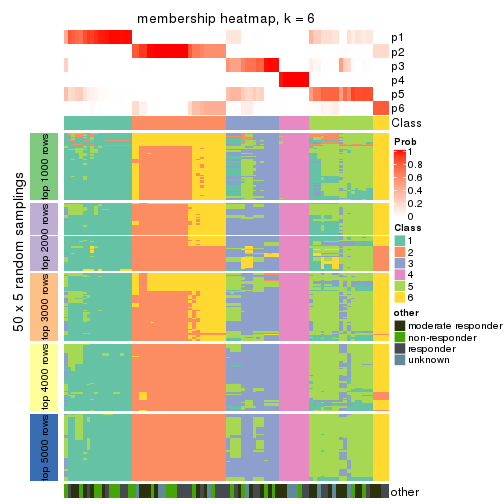 membership heatmap, k = 6
p1
p2
p3
p4
p5
p6
Class
50 x 5 random samplings
top 1000 rows
top 2000 rows
top 3000 rows
top 4000 rows
top 5000 rows
Prob
1
0.8
0.6
0.4
0.2
0
Class
1
2
3
4
5
6
other
moderate responder
non-responder
responder
unknown
other